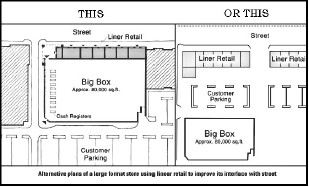 THIS
OR THIS
Street
Liner Retail
Big Box
Approx. 80,000 sq.ft.
Cash Registers
Customer
Parking
Street
Liner Retail
Liner Retail
Customer
Parking
Big Box
Approx. 80,000 sq.ft.
Alternative plans of a large format store using linner retail to improve its interface with street